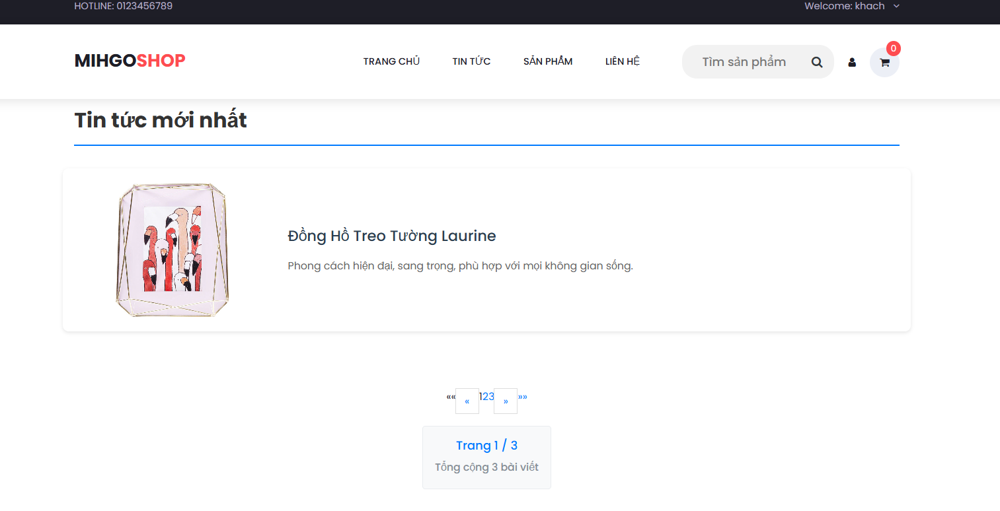 HOTLINE: 0123456789
Welcome: khach
MIHGOSHOP
TRANG CHỦ
TIN TỨC
SẢN PHẨM
LIÊN HỆ
Tìm sản phẩm
0
Tin tức mới nhất
Đồng Hồ Treo Tường Laurine
Phong cách hiện đại, sang trọng, phù hợp với mọi không gian sống.
«« « 123 » »»
Trang 1 / 3
Tổng cộng 3 bài viết